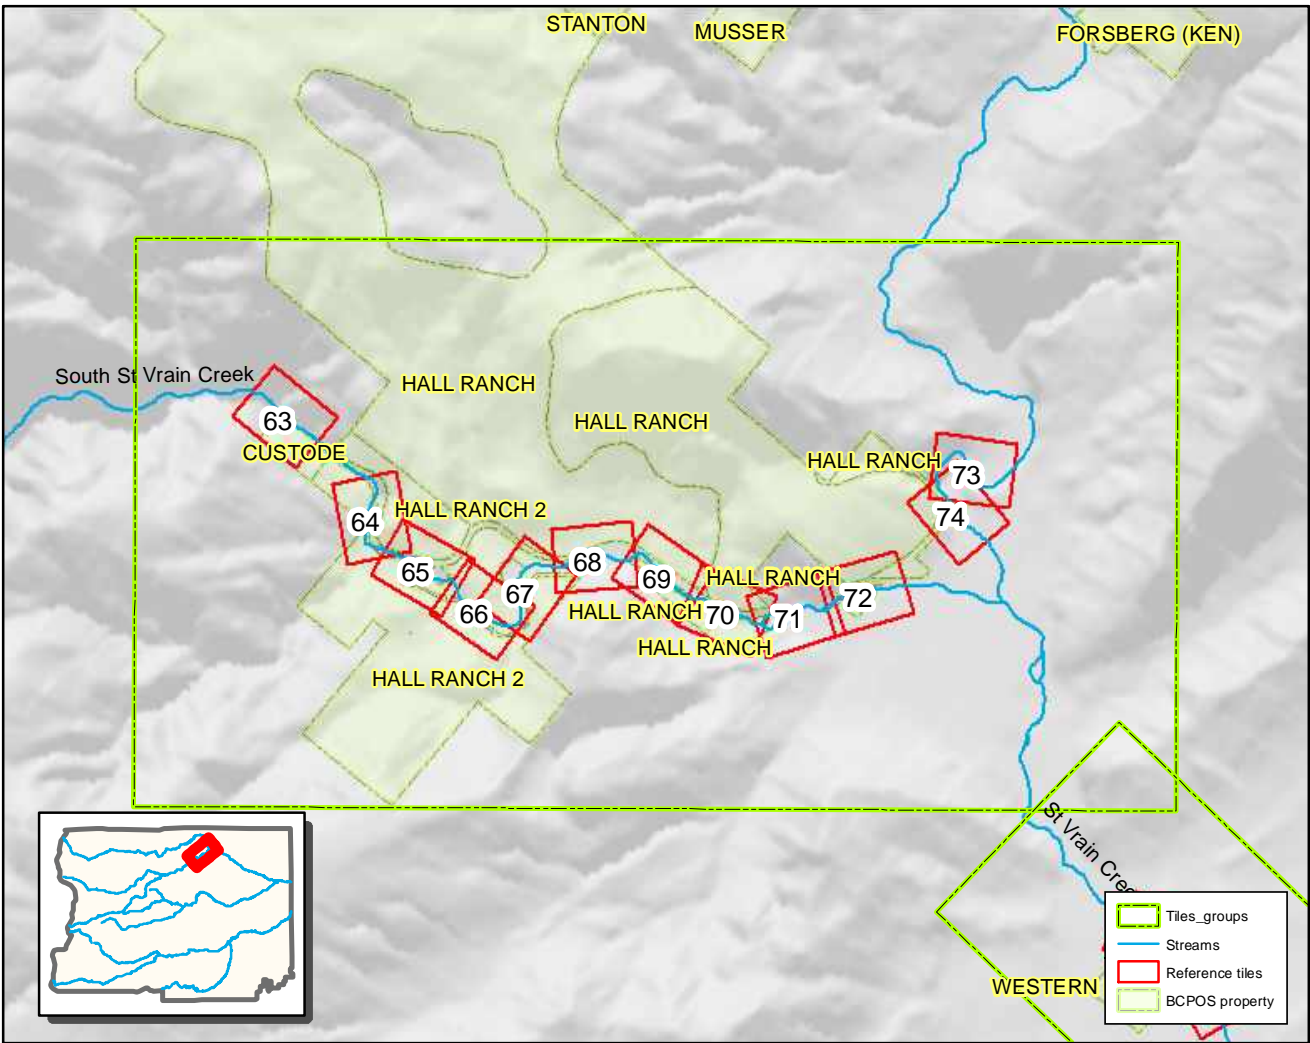 STANTON
MUSSER
FORSBERG (KEN)
South St Vrain Creek
HALL RANCH
HALL RANCH
63
CUSTODE
HALL RANCH
73
64
HALL RANCH 2
74
65
68
69
HALL RANCH
67
72
66
HALL RANCH
70
71
HALL RANCH
HALL RANCH 2
St Vrain Cree
Tiles_groups
Streams
Reference tiles
BCPOS property
WESTERN